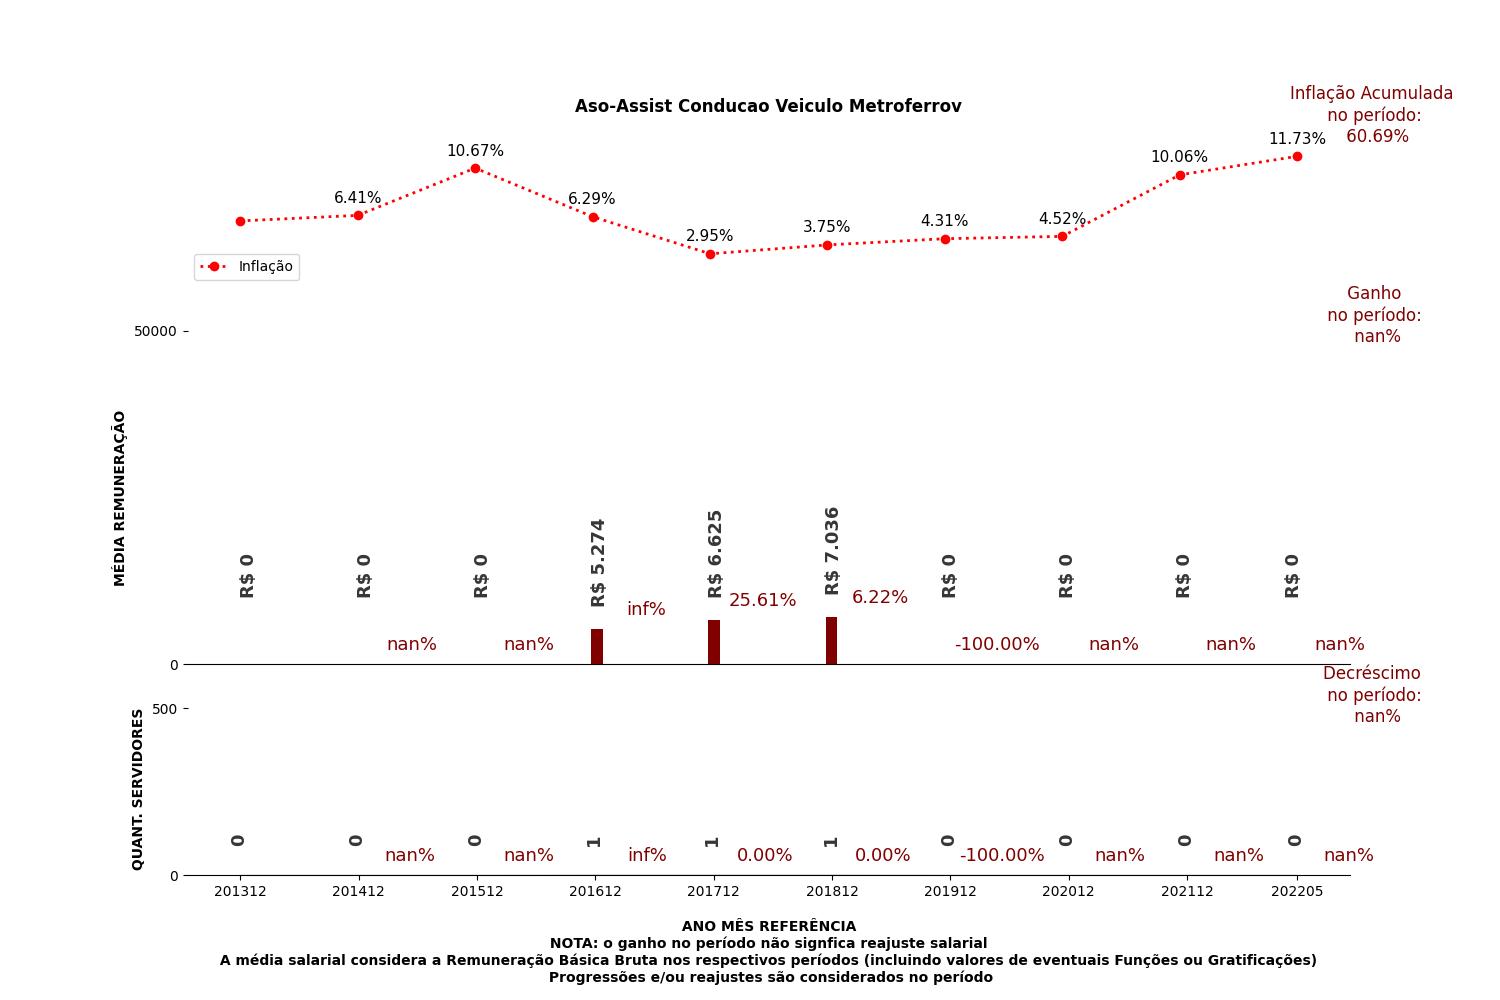 Aso-Assist Conducao Veiculo Metroferrov
Inflação Acumulada
no período:
60.69%
6.41%
10.67%
6.29%
2.95%
3.75%
4.31%
4.52%
10.06%
11.73%
Inflação
Ganho
no período:
nan%
50000
0
MÉDIA REMUNERAÇÃO
R$ 0
R$ 0
R$ 0
R$ 5.274
R$ 6.625
R$ 7.036
R$ 0
R$ 0
R$ 0
R$ 0
nan%
nan%
inf%
25.61%
6.22%
-100.00%
nan%
nan%
nan%
Decréscimo
no período:
nan%
500
0
QUANT. SERVIDORES
0
0
0
1
1
1
0
0
0
0
nan%
nan%
inf%
0.00%
0.00%
-100.00%
nan%
nan%
nan%
201312
201412
201512
201612
201712
201812
201912
202012
202112
202205
ANO MÊS REFERÊNCIA
NOTA: o ganho no período não signfica reajuste salarial
A média salarial considera a Remuneração Básica Bruta nos respectivos períodos (incluindo valores de eventuais Funções ou Gratificações)
Progressões e/ou reajustes são considerados no período